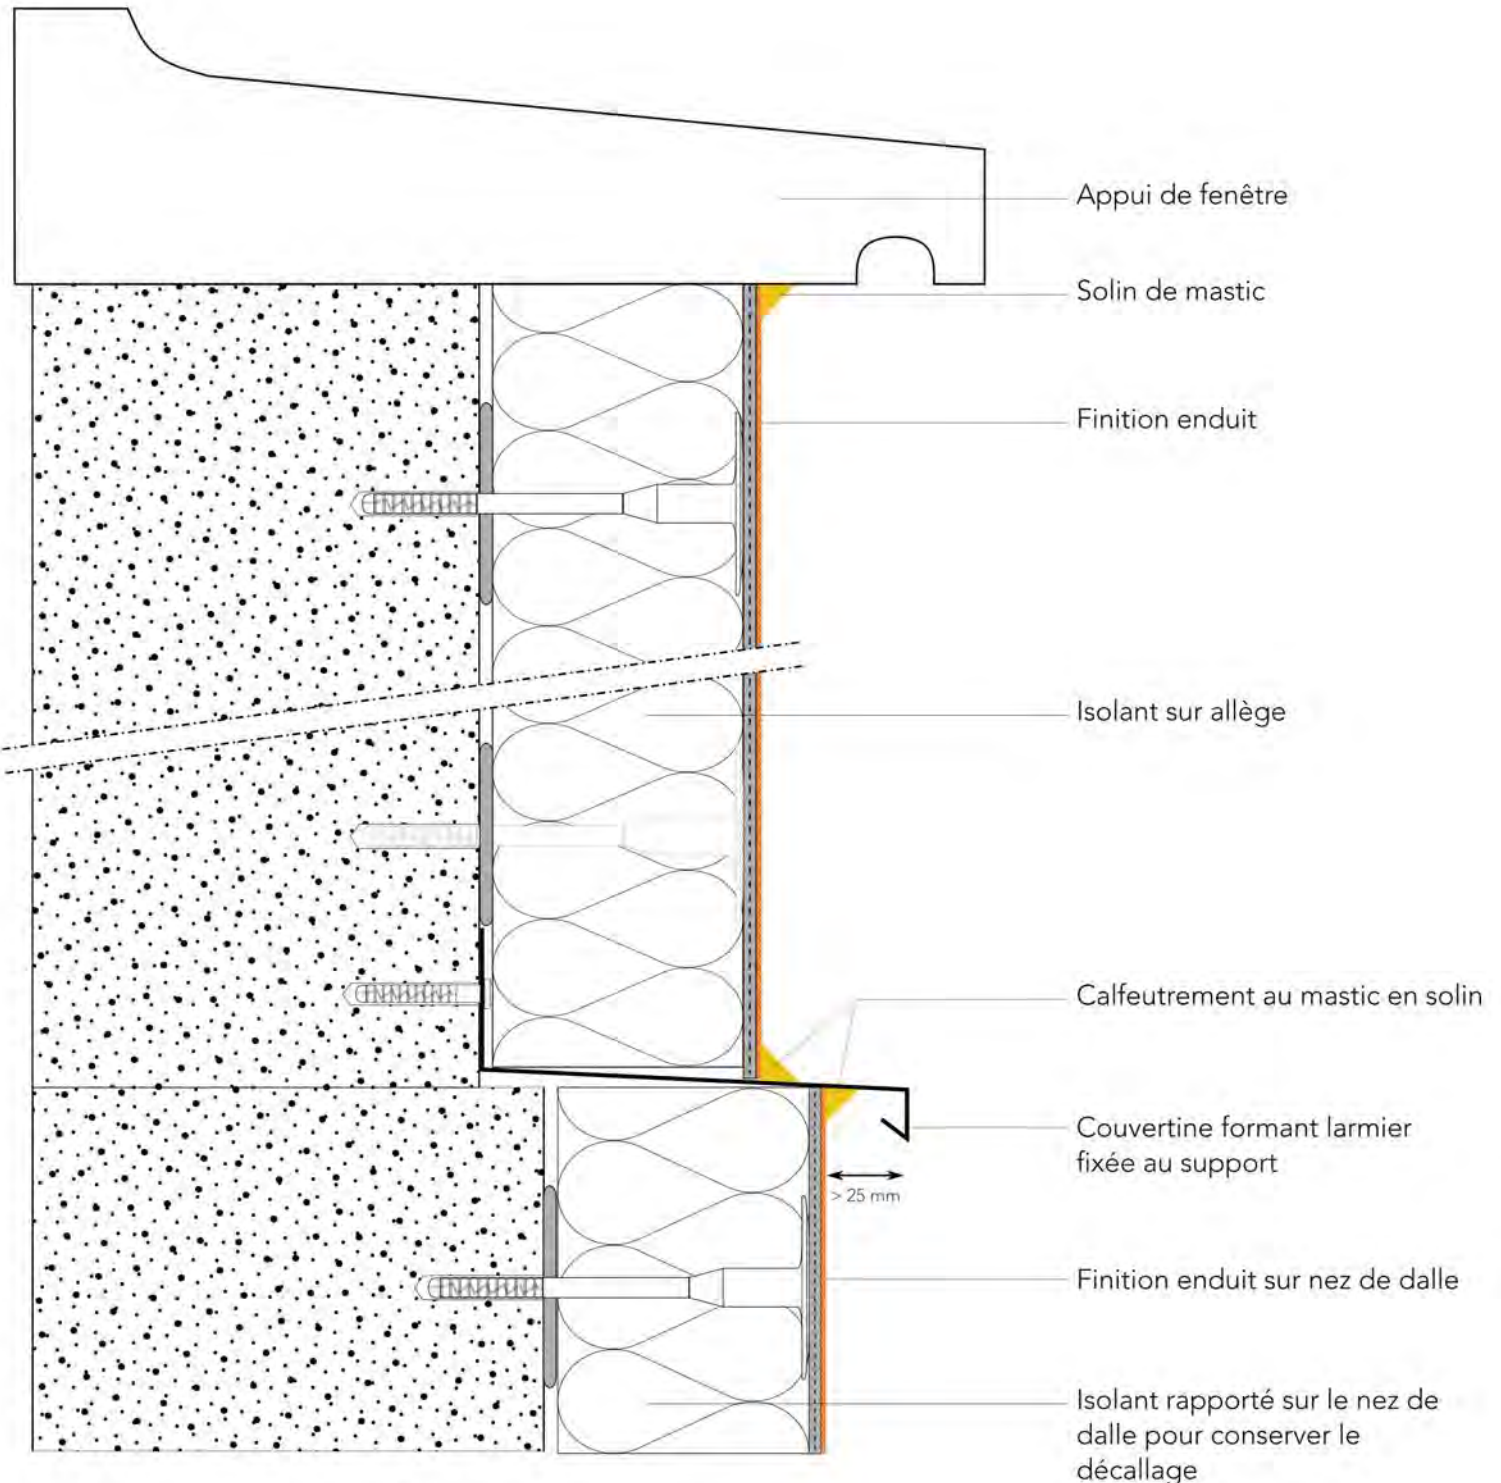 Appui de fenêtre
Solin de mastic
Finition enduit
Isolant sur allège
Calfeutrement au mastic en solin
Couvertine formant larmier
fixée au support
> 25 mm
Finition enduit sur nez de dalle
Isolant rapporté sur le nez de
dalle pour conserver le
décallage